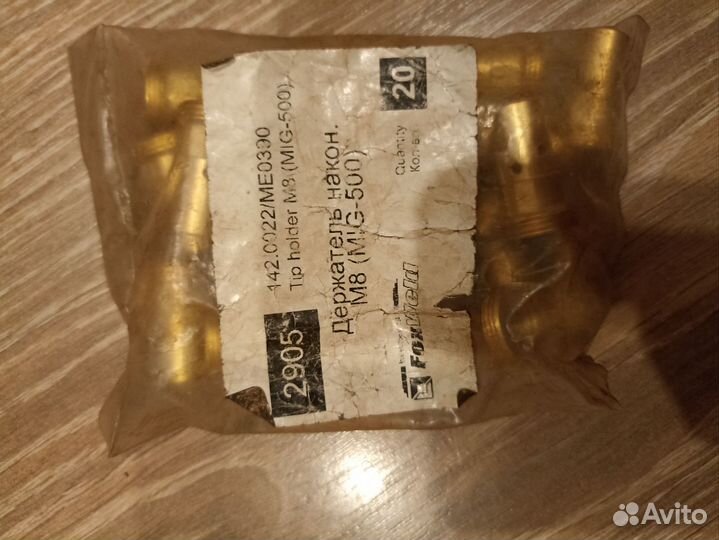 2905
142.0022/ME0390
Tip holder M8 (MIG-500)
Держатель након.
M8 (MIG-500)
Quantity
Кол-во
20
FoxWeld
Avito